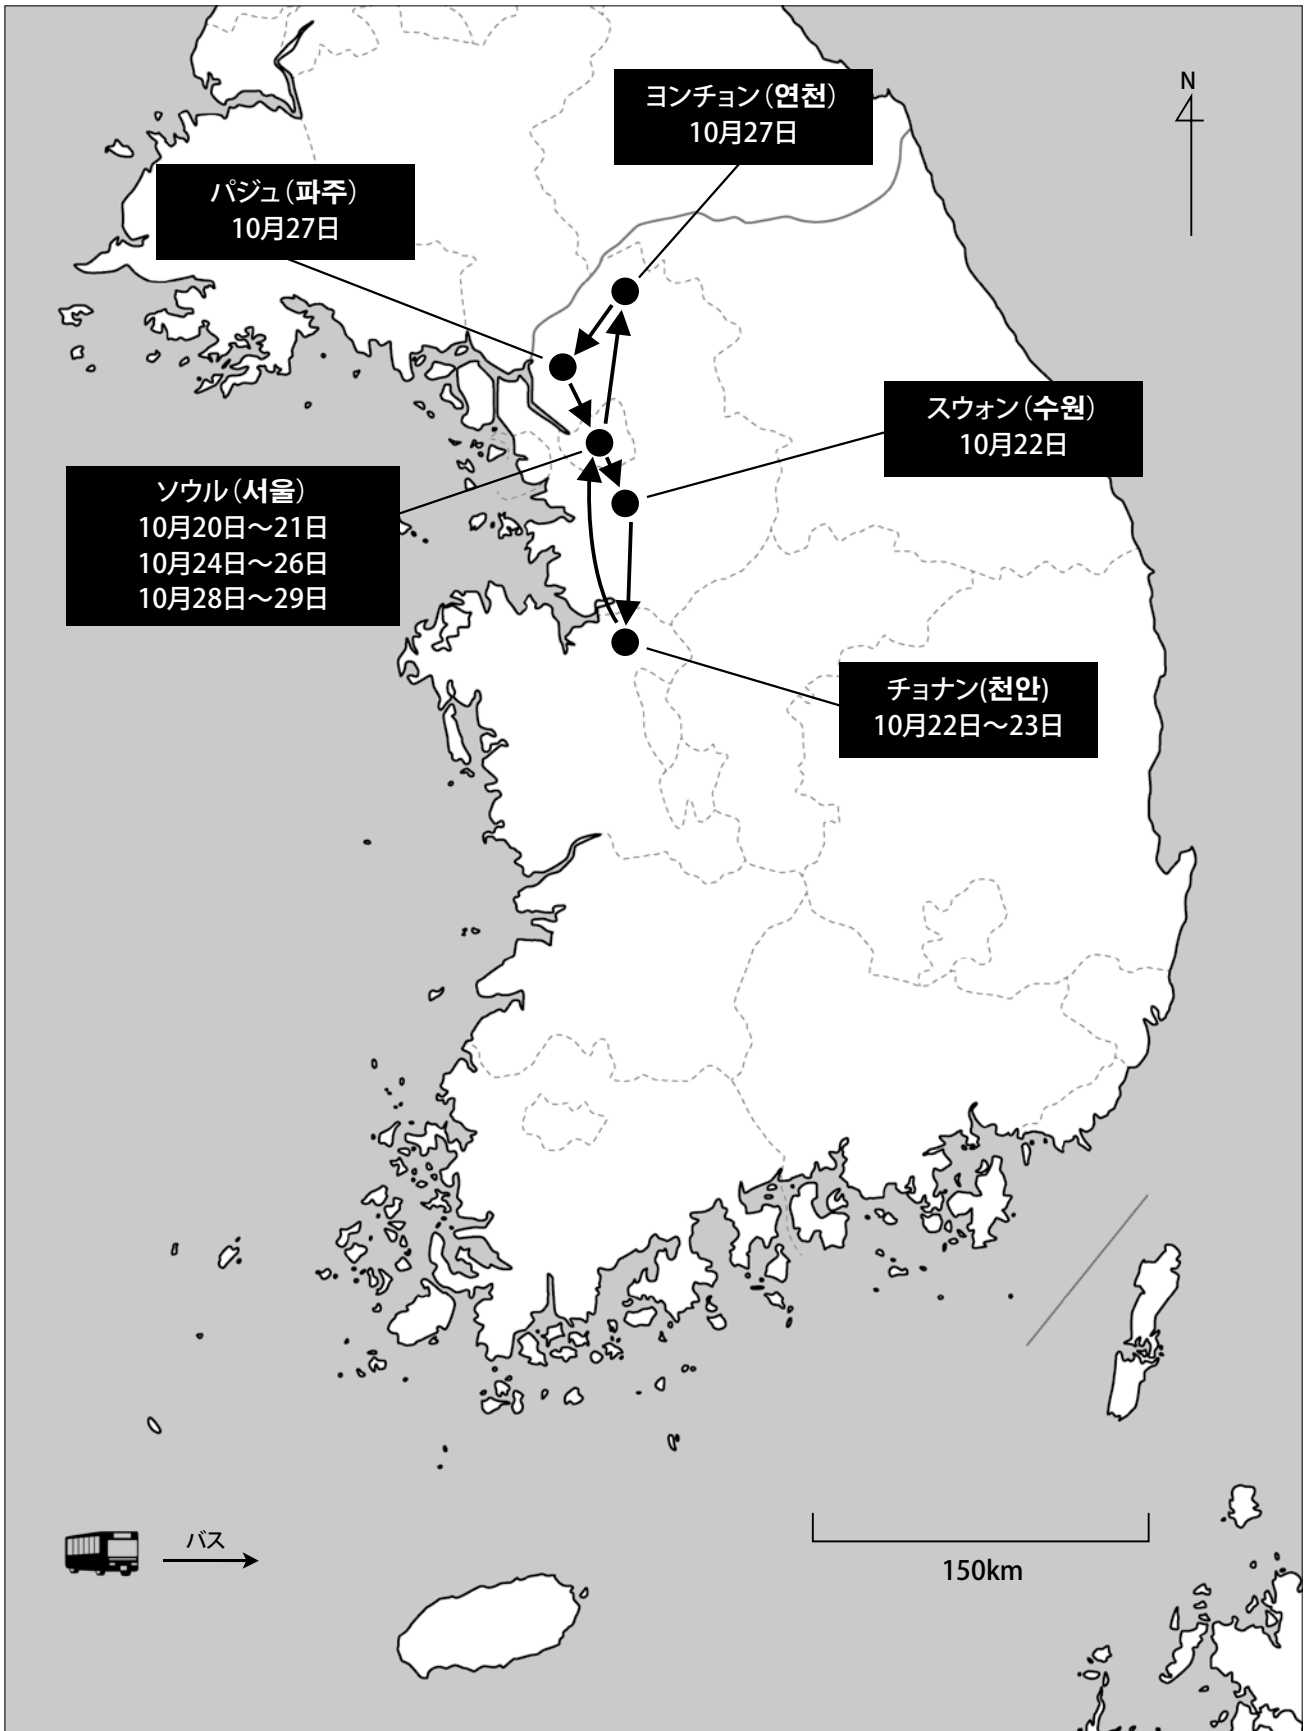 N
ヨンチョン（연천）
10月27日
パジュ（파주）
10月27日
スウォン（수원）
10月22日
ソウル（서울）
10月20日～21日
10月24日～26日
10月28日～29日
チョナン(천안)
10月22日～23日
バス
150km